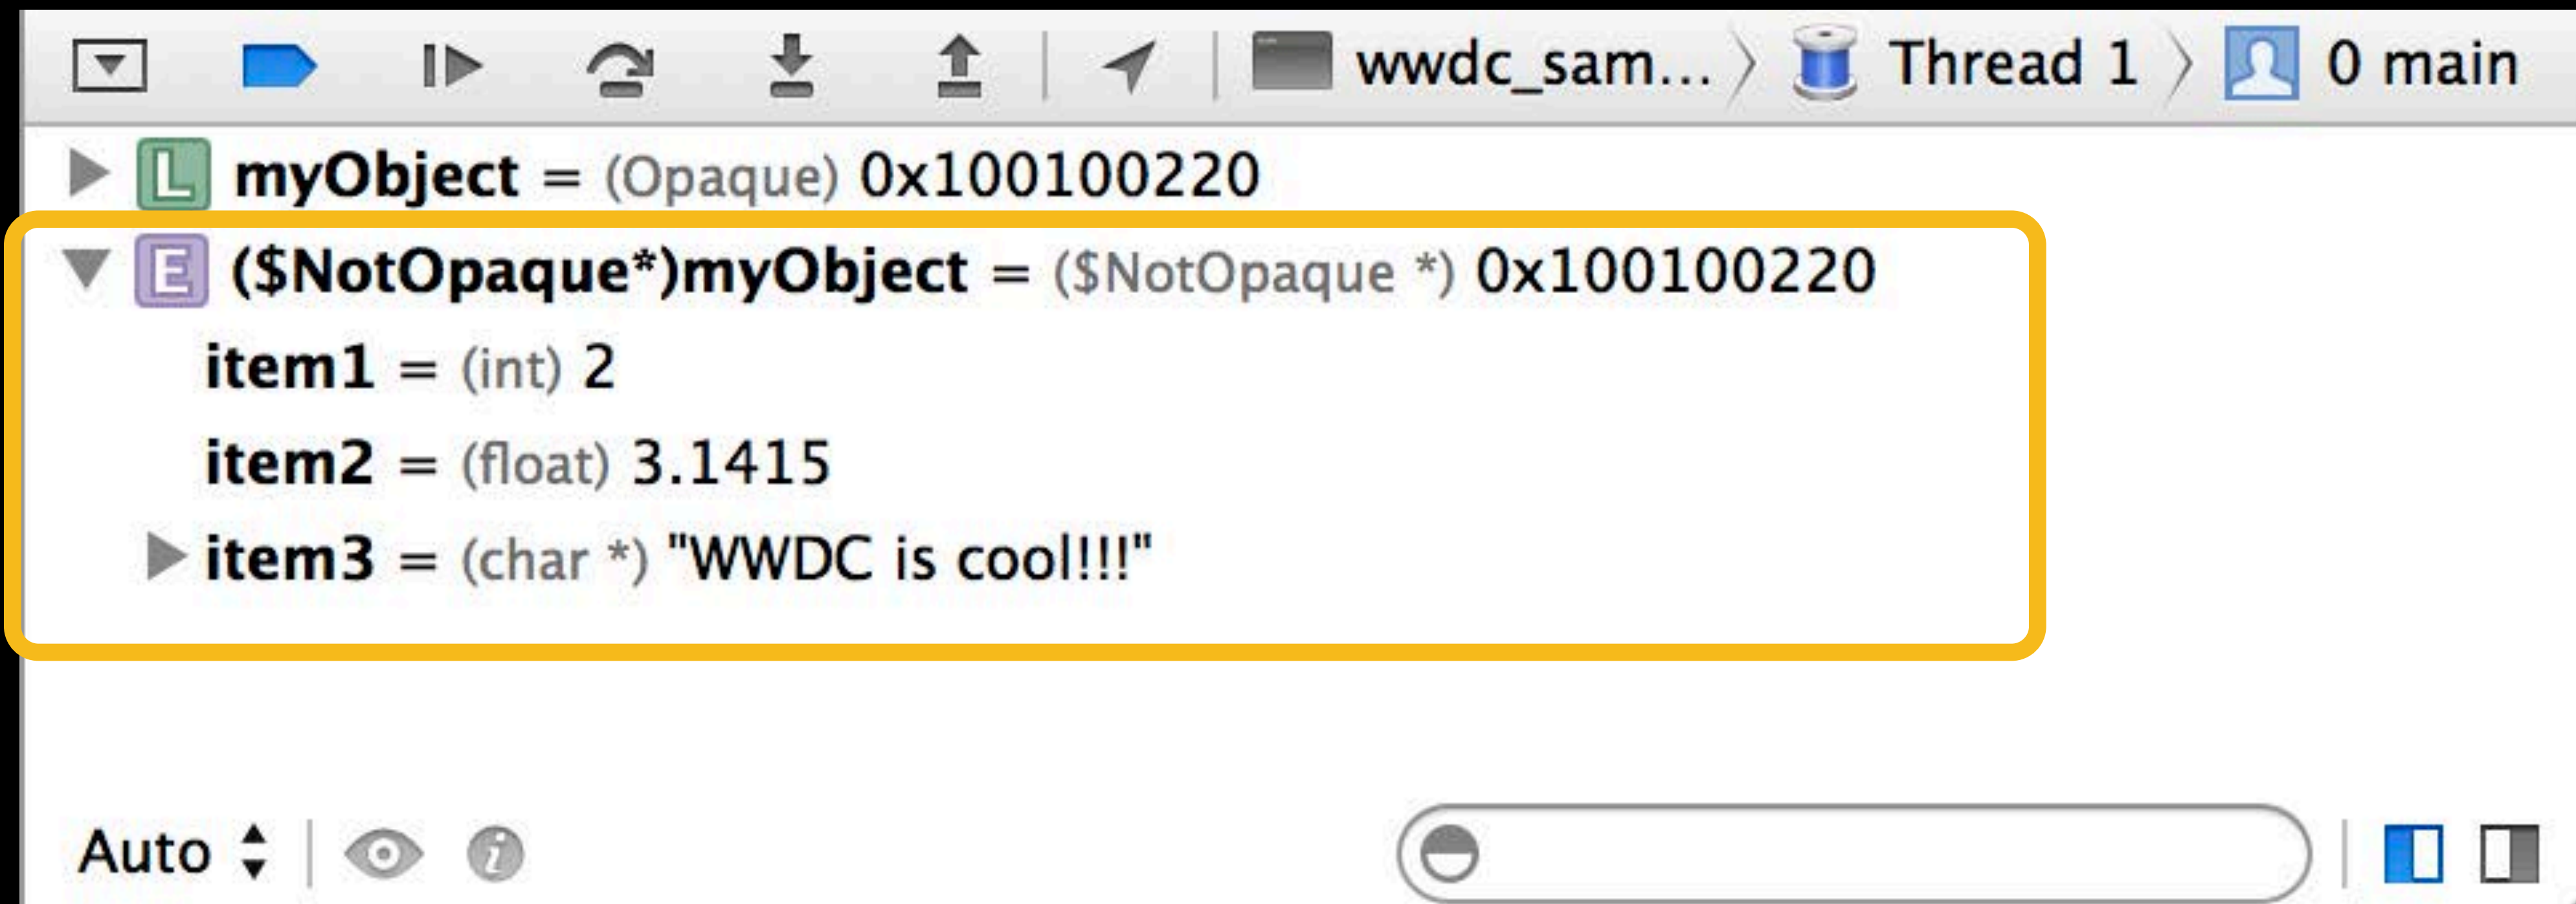 wwdc_sam... Thread 1 0 main
L myObject = (Opaque) 0x100100220
E ($NotOpaque*)myObject = ($NotOpaque *) 0x100100220
item1 = (int) 2
item2 = (float) 3.1415
item3 = (char *) "WWDC is cool!!!"
Auto i